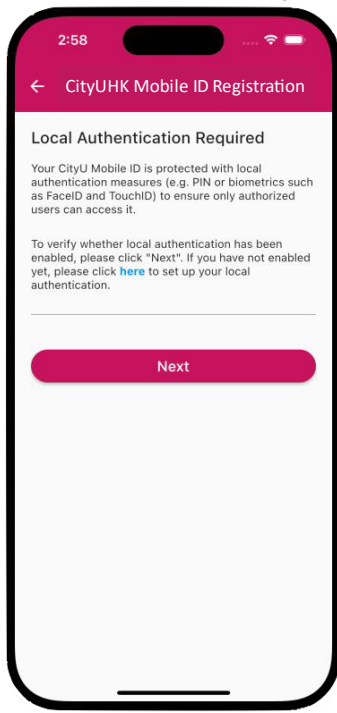 2:58
CityUHK Mobile ID Registration
Local Authentication Required
Your CityU Mobile ID is protected with local
authentication measures (e.g. PIN or biometrics such
as FaceID and TouchID) to ensure only authorized
users can access it.
To verify whether local authentication has been
enabled, please click "Next". If you have not enabled
yet, please click here to set up your local
authentication.
Next